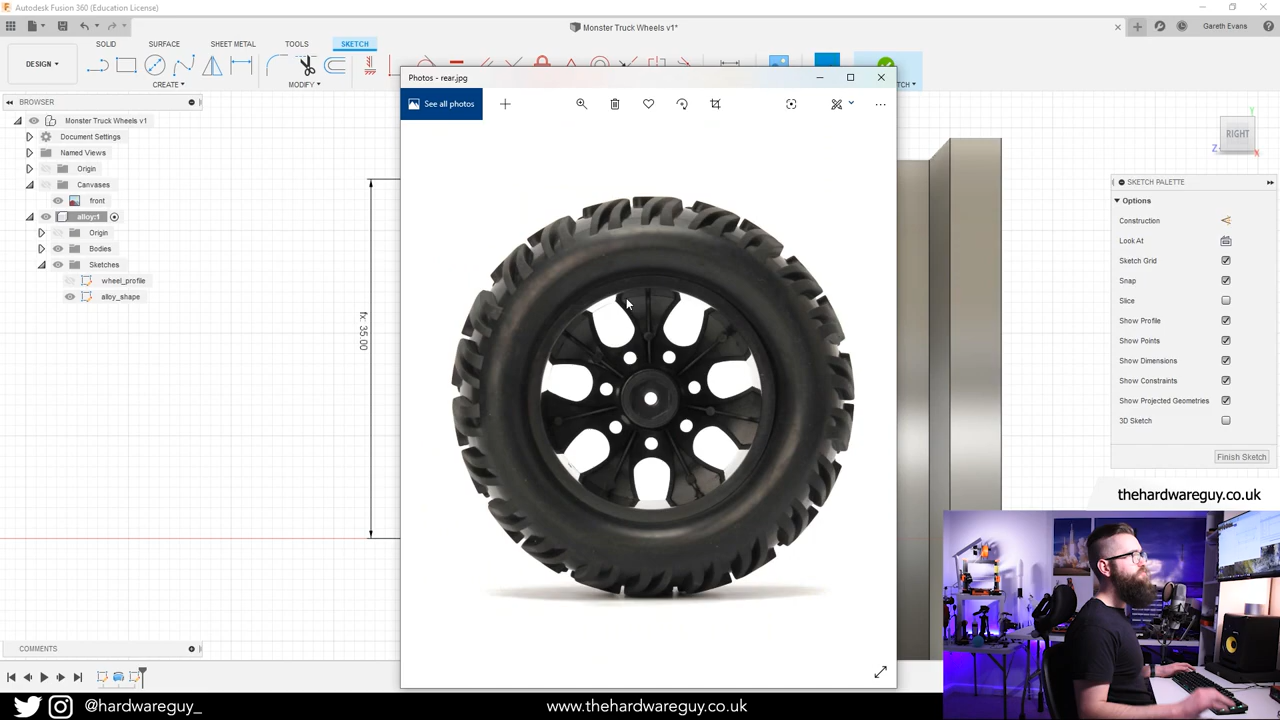 Autodesk Fusion 360 (Education License)
Monster Truck Wheels v1*
Gareth Evans
DESIGN
SOLID
SURFACE
SHEET METAL
TOOLS
SKETCH
CREATE
MODIFY
BROWSER
Monster Truck Wheels v1
Document Settings
Named Views
Origin
Canvases
front
alloy:1
Origin
Bodies
Sketches
wheel_profile
alloy_shape
fx: 35.00
Photos - rear.jpg
See all photos
RIGHT
Y
Z
X
SKETCH PALETTE
Options
Construction
Look At
Sketch Grid
Snap
Slice
Show Profile
Show Points
Show Dimensions
Show Constraints
Show Projected Geometries
3D Sketch
Finish Sketch
thehardwareguy.co.uk
COMMENTS
@hardwareguy_
www.thehardwareguy.co.uk